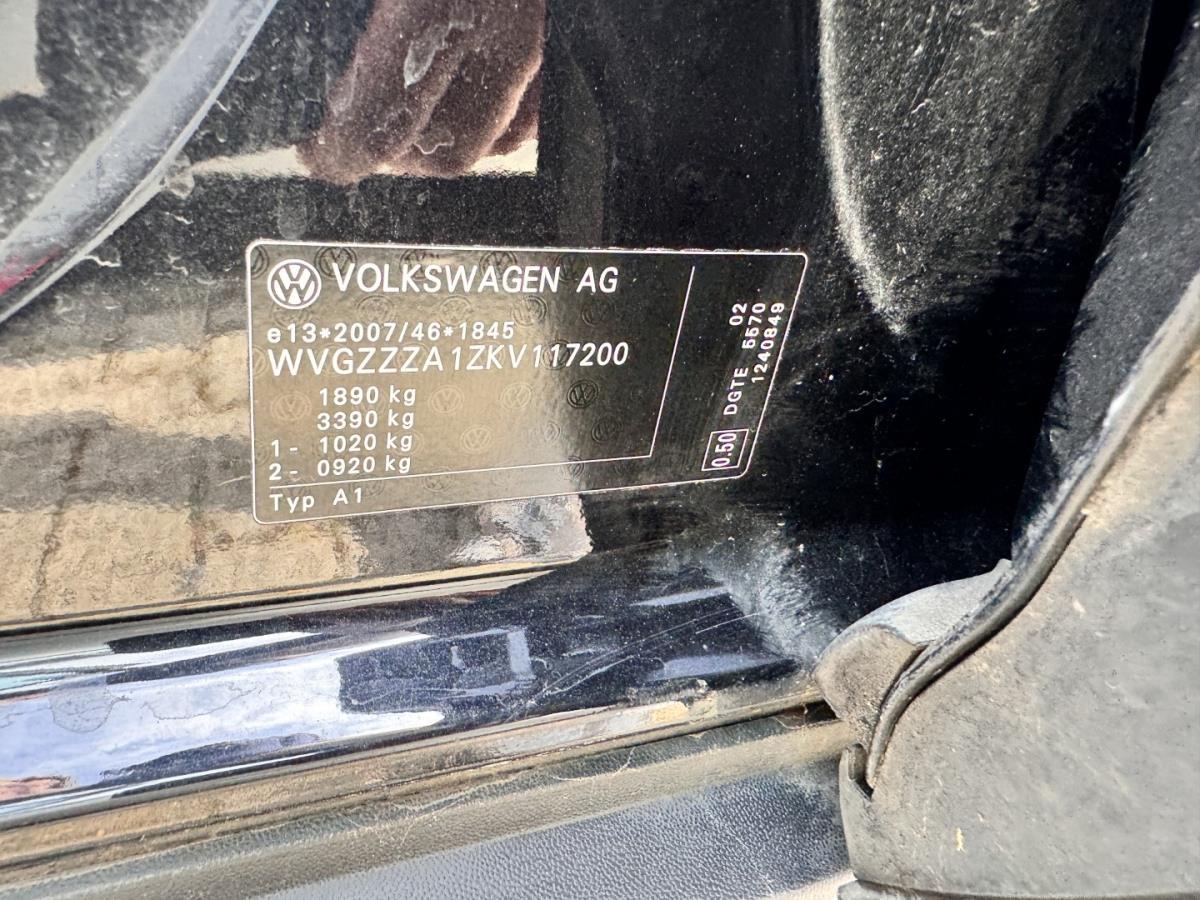 VOLKSWAGEN AG
e13*2007/46*1845
WVGZZZA1ZKV117200
1890 kg
3390 kg
1- 1020 kg
2- 0920 kg
Typ A1
02
DGTE 5570
1240849
0.50